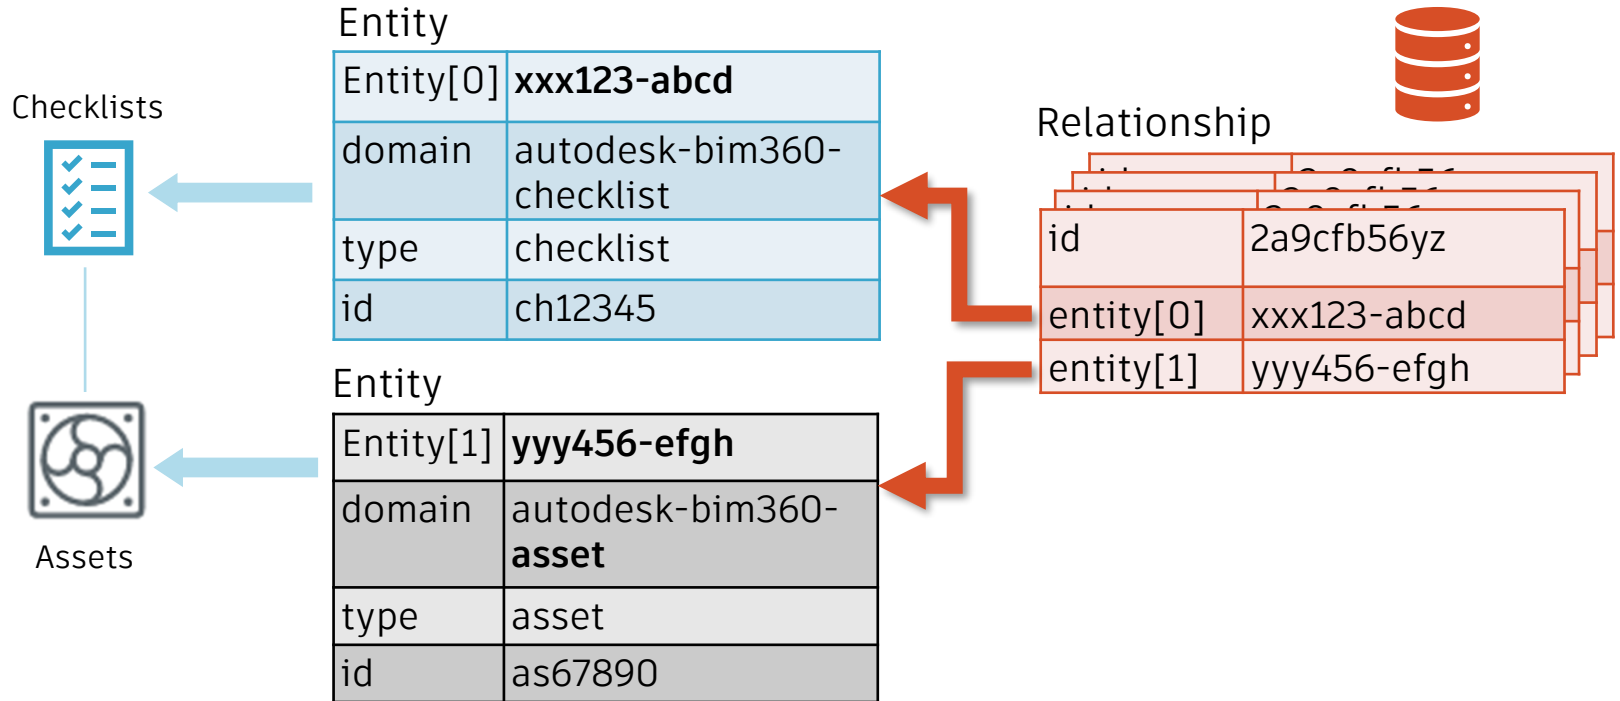 Entity
Entity[0] xxx123-abcd
domain autodesk-bim360-
checklist
type checklist
id ch12345
Checklists
Assets
Entity
Entity[1] yyy456-efgh
domain autodesk-bim360-
asset
type asset
id as67890
Relationship
id 2a9cfb56yz
entity[0] xxx123-abcd
entity[1] yyy456-efgh